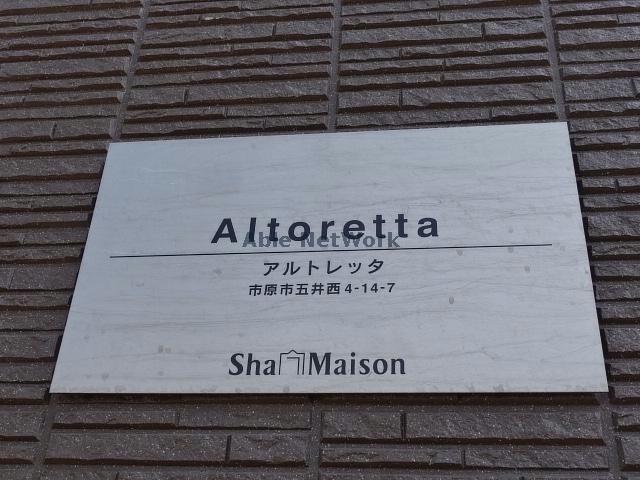 Altoretta
Able NetWork
アルトレッタ
市原市五井西4-14-7
Sha Maison